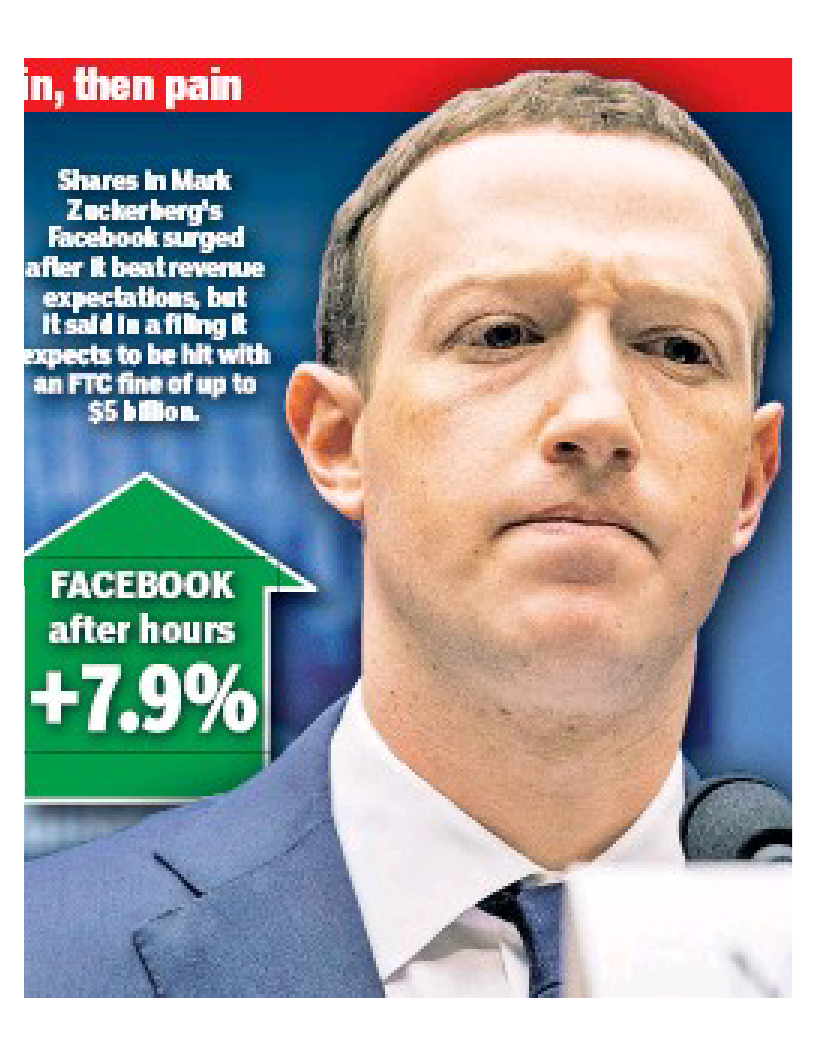 in, then pain
Shares in Mark
Zuckerberg's
Facebook surged
after it beat revenue
expectations, but
it said in a filing it
expects to be hit with
an FTC fine of up to
$5 billion.
FACEBOOK
after hours
+7.9%